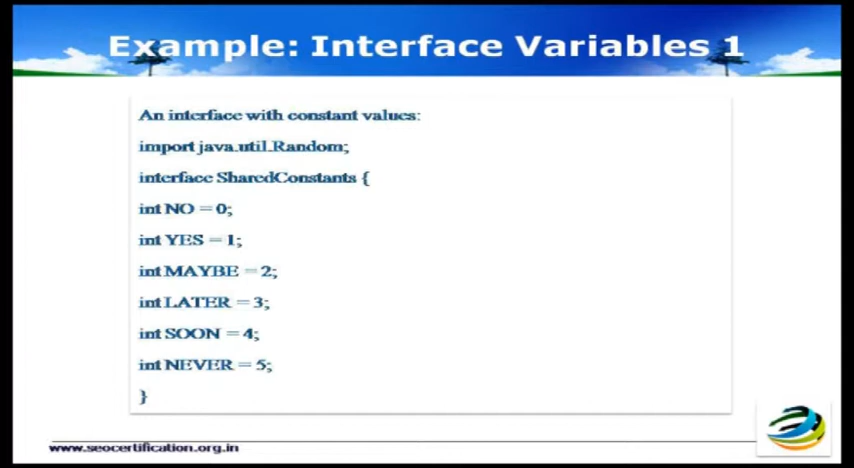 Example: Interface Variables 1
An interface with constant values:
import java.util.Random;
interface SharedConstants {
int NO = 0;
int YES = 1;
int MAYBE = 2;
int LATER = 3;
int SOON = 4;
int NEVER = 5;
}
www.seocertification.org.in